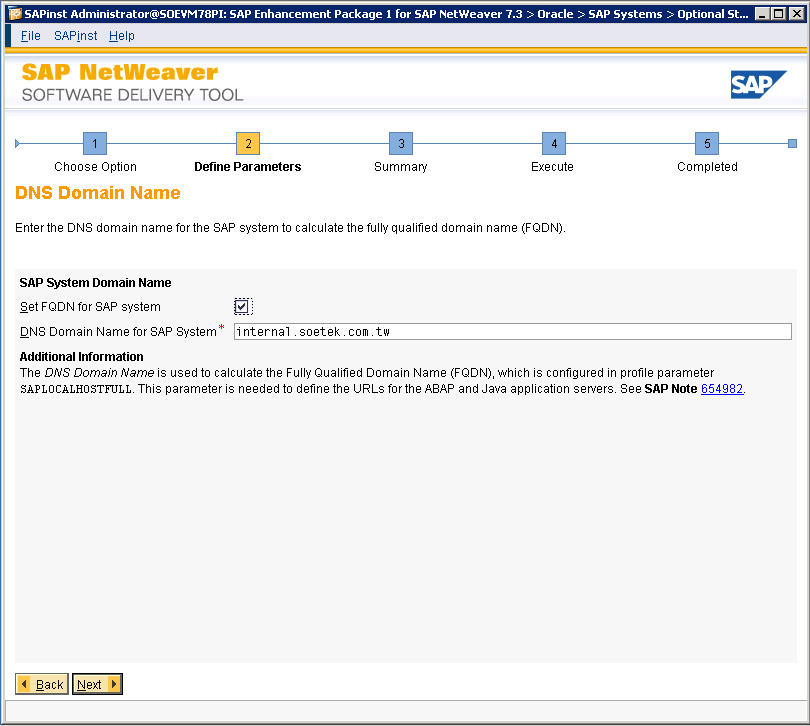 SAPinst Administrator@SOEVM78PI: SAP Enhancement Package 1 for SAP NetWeaver 7.3 > Oracle > SAP Systems > Optional St...
File SAPinst Help
SAP NetWeaver
SOFTWARE DELIVERY TOOL
SAP
1 2 3 4 5
Choose Option Define Parameters Summary Execute Completed
DNS Domain Name
Enter the DNS domain name for the SAP system to calculate the fully qualified domain name (FQDN).
SAP System Domain Name
Set FQDN for SAP system
DNS Domain Name for SAP System * internal.soetek.com.tw
Additional Information
The DNS Domain Name is used to calculate the Fully Qualified Domain Name (FQDN), which is configured in profile parameter
SAPLOCALHOSTFULL. This parameter is needed to define the URLs for the ABAP and Java application servers. See SAP Note 654982.
Back Next